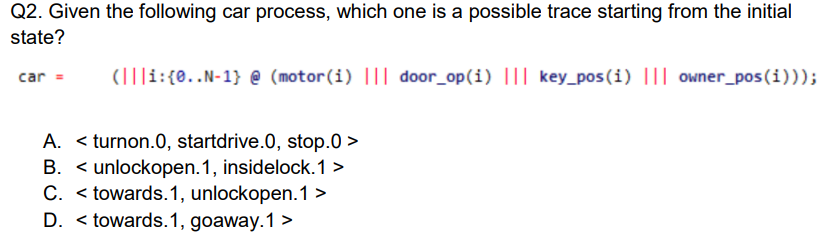 Q2. Given the following car process, which one is a possible trace starting from the initial
state?
car = (|||i:{0..N-1} @ (motor(i) ||| door_op(i) ||| key_pos(i) ||| owner_pos(i)));
A. < turnon.0, startdrive.0, stop.0 >
B. < unlockopen.1, insidelock.1 >
C. < towards.1, unlockopen.1 >
D. < towards.1, goaway.1 >